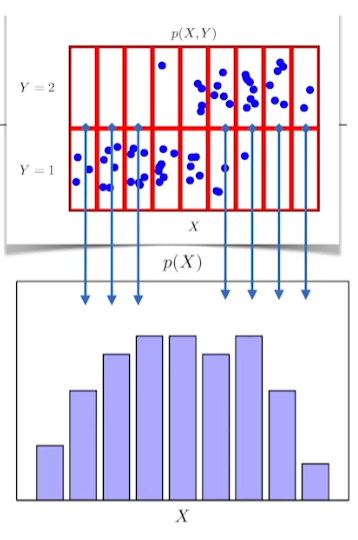 p(X,Y)
Y = 2
Y = 1
X
p(X)
X